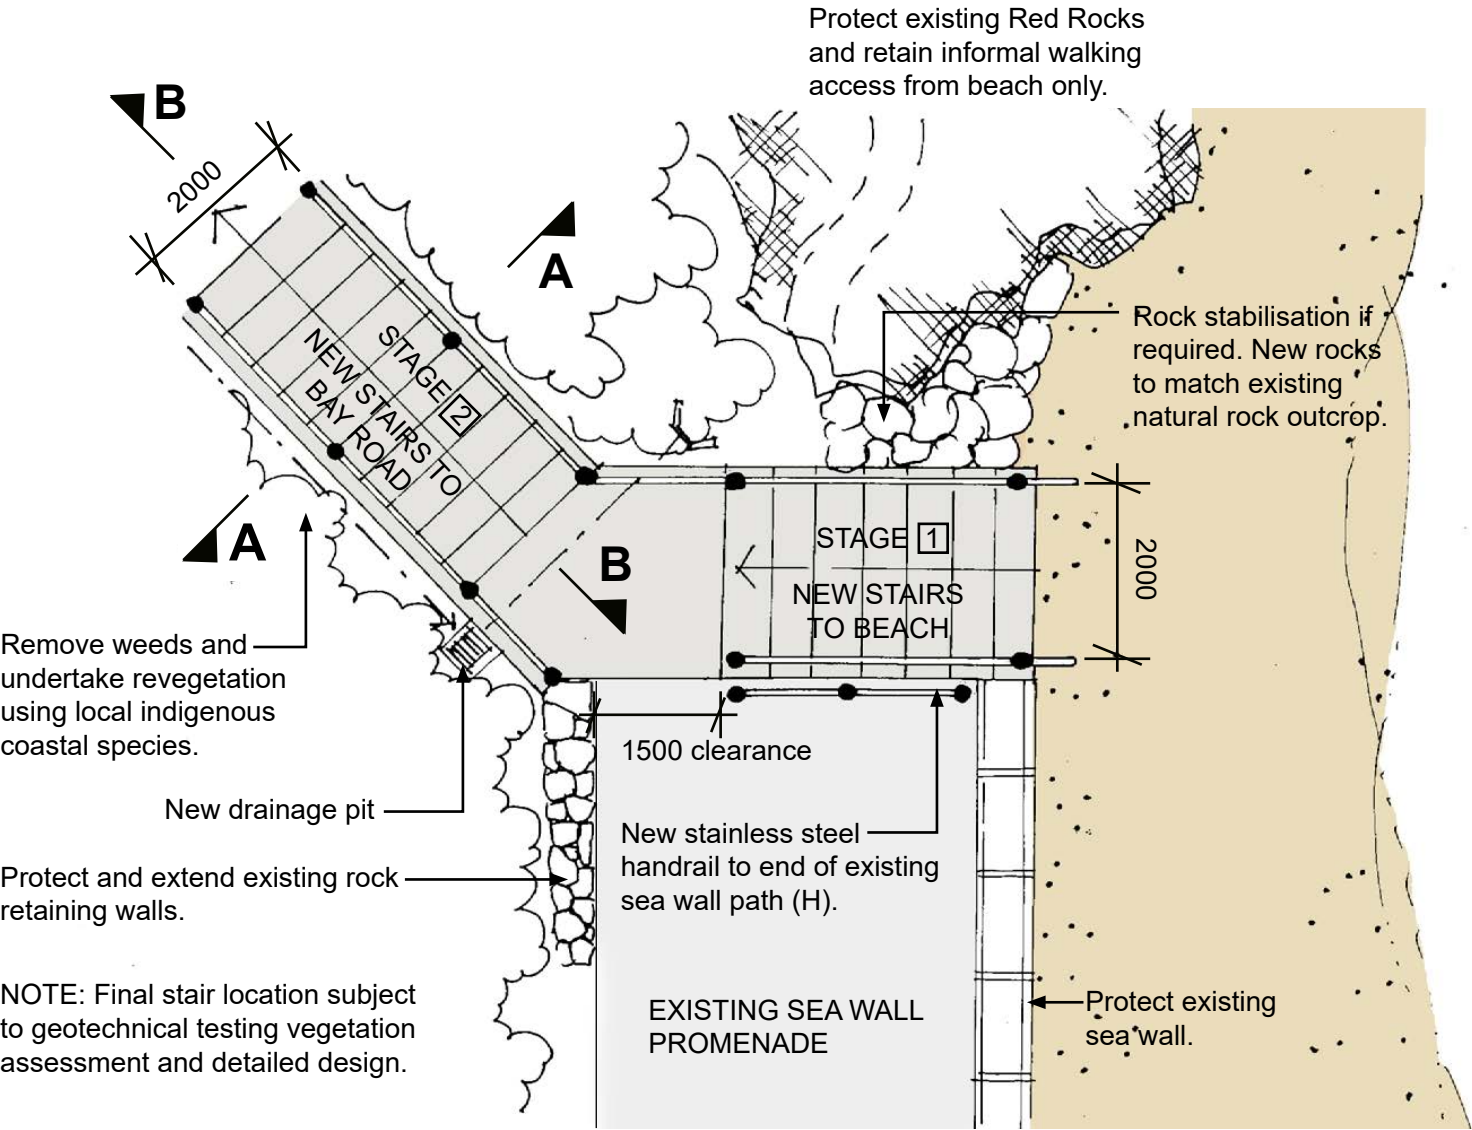 Protect existing Red Rocks
and retain informal walking
access from beach only.
B
2000
A
Rock stabilisation if
required. New rocks
to match existing
natural rock outcrop.
STAGE 2
NEW STAIRS TO
BAY ROAD
A
B
STAGE 1
NEW STAIRS
TO BEACH
2000
Remove weeds and
undertake revegetation
using local indigenous
coastal species.
1500 clearance
New drainage pit
New stainless steel
handrail to end of existing
sea wall path (H).
Protect and extend existing rock
retaining walls.
NOTE: Final stair location subject
to geotechnical testing vegetation
assessment and detailed design.
EXISTING SEA WALL
PROMENADE
Protect existing
sea wall.